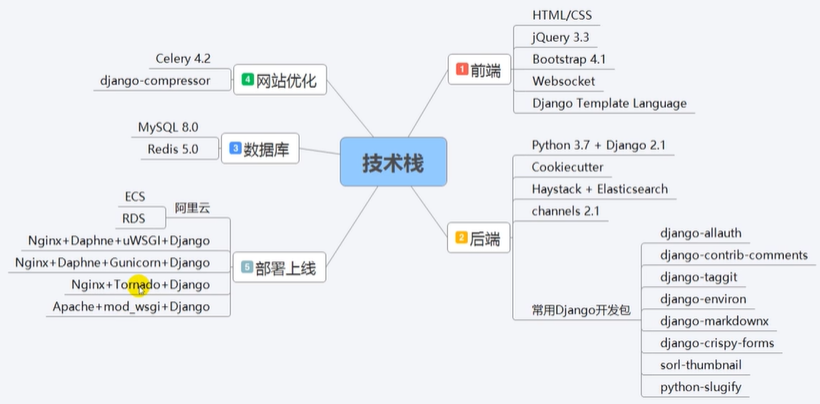 技术栈
1 前端
HTML/CSS
jQuery 3.3
Bootstrap 4.1
Websocket
Django Template Language
2 后端
Python 3.7 + Django 2.1
Cookiecutter
Haystack + Elasticsearch
channels 2.1
常用Django开发包
django-allauth
django-contrib-comments
django-taggit
django-environ
django-markdownx
django-crispy-forms
sorl-thumbnail
python-slugify
3 数据库
MySQL 8.0
Redis 5.0
4 网站优化
Celery 4.2
django-compressor
5 部署上线
阿里云
ECS
RDS
Nginx+Daphne+uWSGI+Django
Nginx+Daphne+Gunicorn+Django
Nginx+Tornado+Django
Apache+mod_wsgi+Django